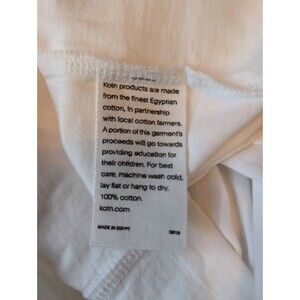 Kotn products are made
from the finest Egyptian
cotton, in partnership
with local cotton farmers.
A portion of this garment's
proceeds will go towards
providing education for
their children. For best
care, machine wash cold,
lay flat or hang to dry.
100% cotton.
kotn.com
MADE IN EGYPT